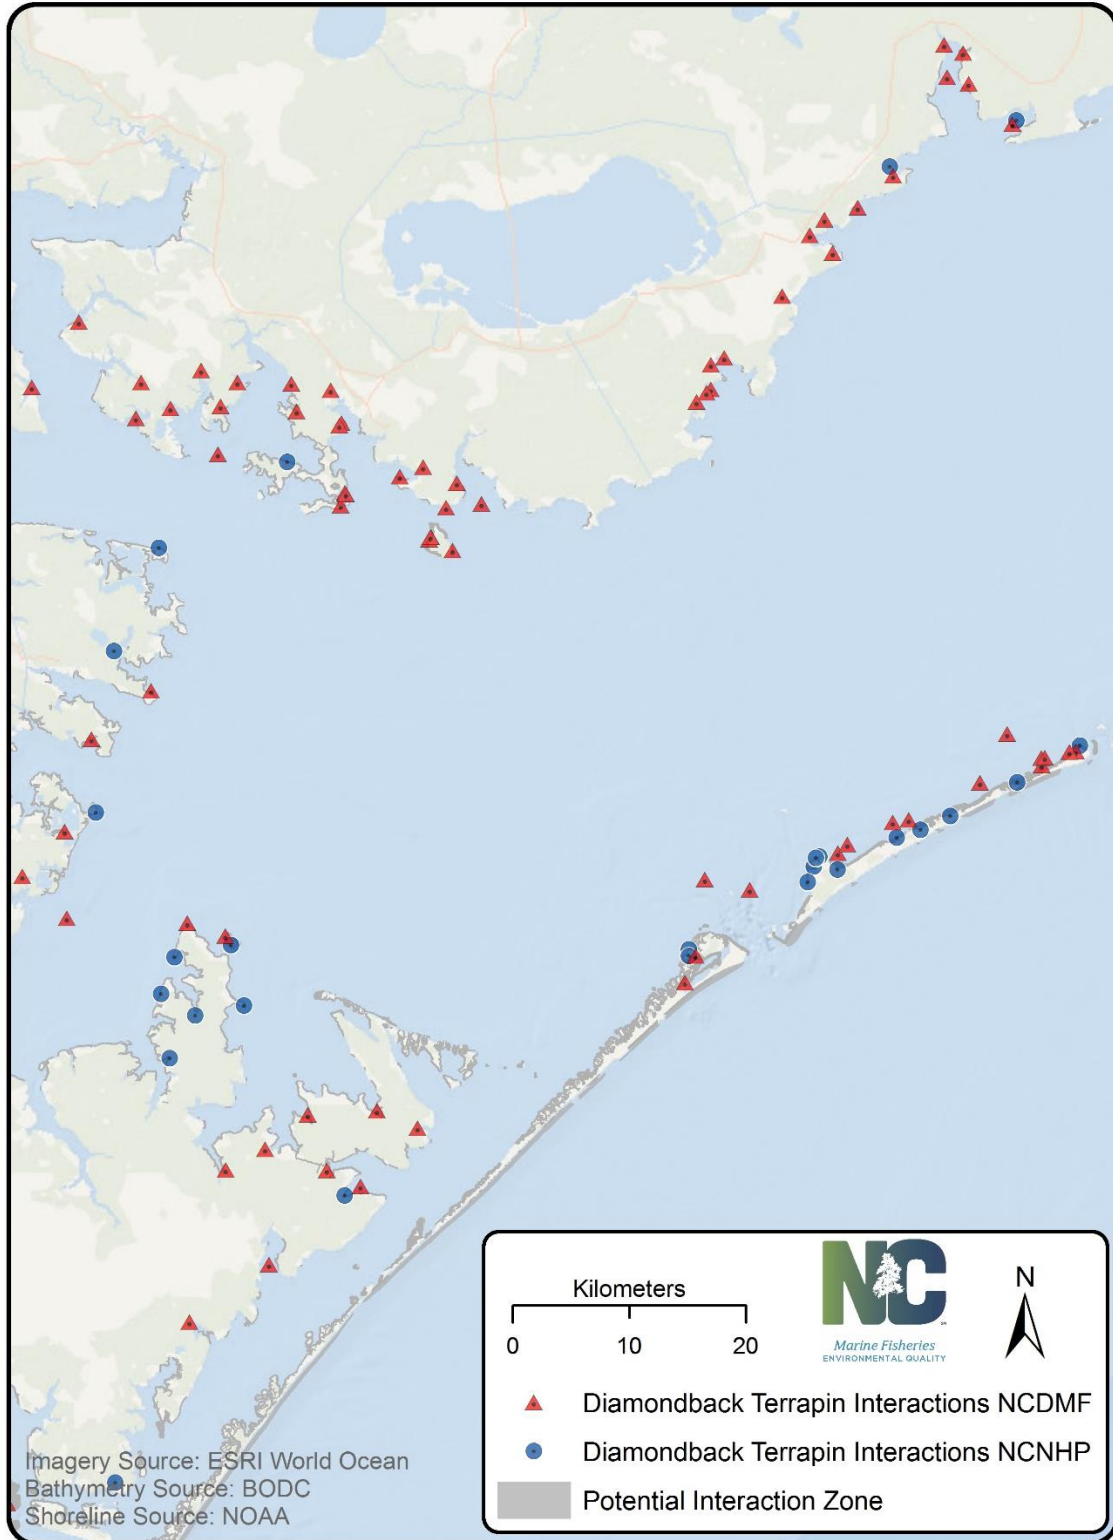 Kilometers
0 10 20
NC
Marine Fisheries
ENVIRONMENTAL QUALITY
N
Diamondback Terrapin Interactions NCDMF
Diamondback Terrapin Interactions NCNHP
Potential Interaction Zone
Imagery Source: ESRI World Ocean
Bathymetry Source: BODC
Shoreline Source: NOAA